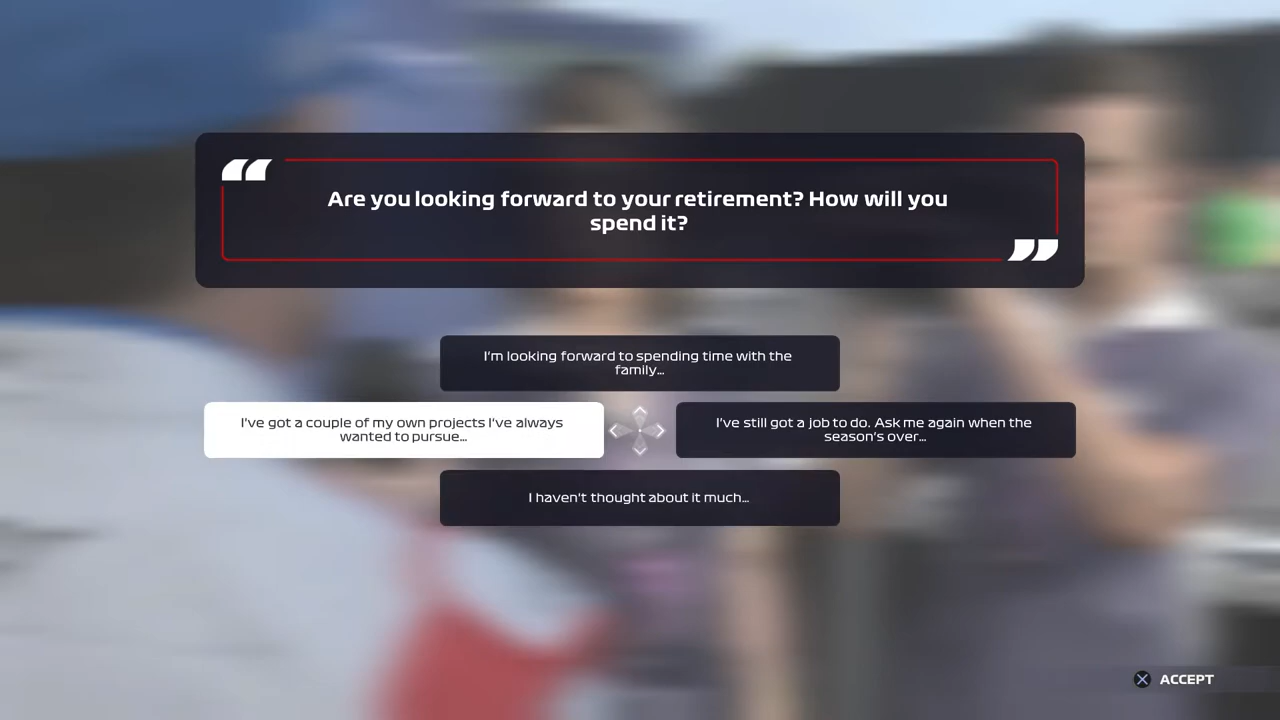 Are you looking forward to your retirement? How will you
spend it?
I'm looking forward to spending time with the
family...
I've got a couple of my own projects I've always
wanted to pursue...
I've still got a job to do. Ask me again when the
season's over...
I haven't thought about it much...
ACCEPT